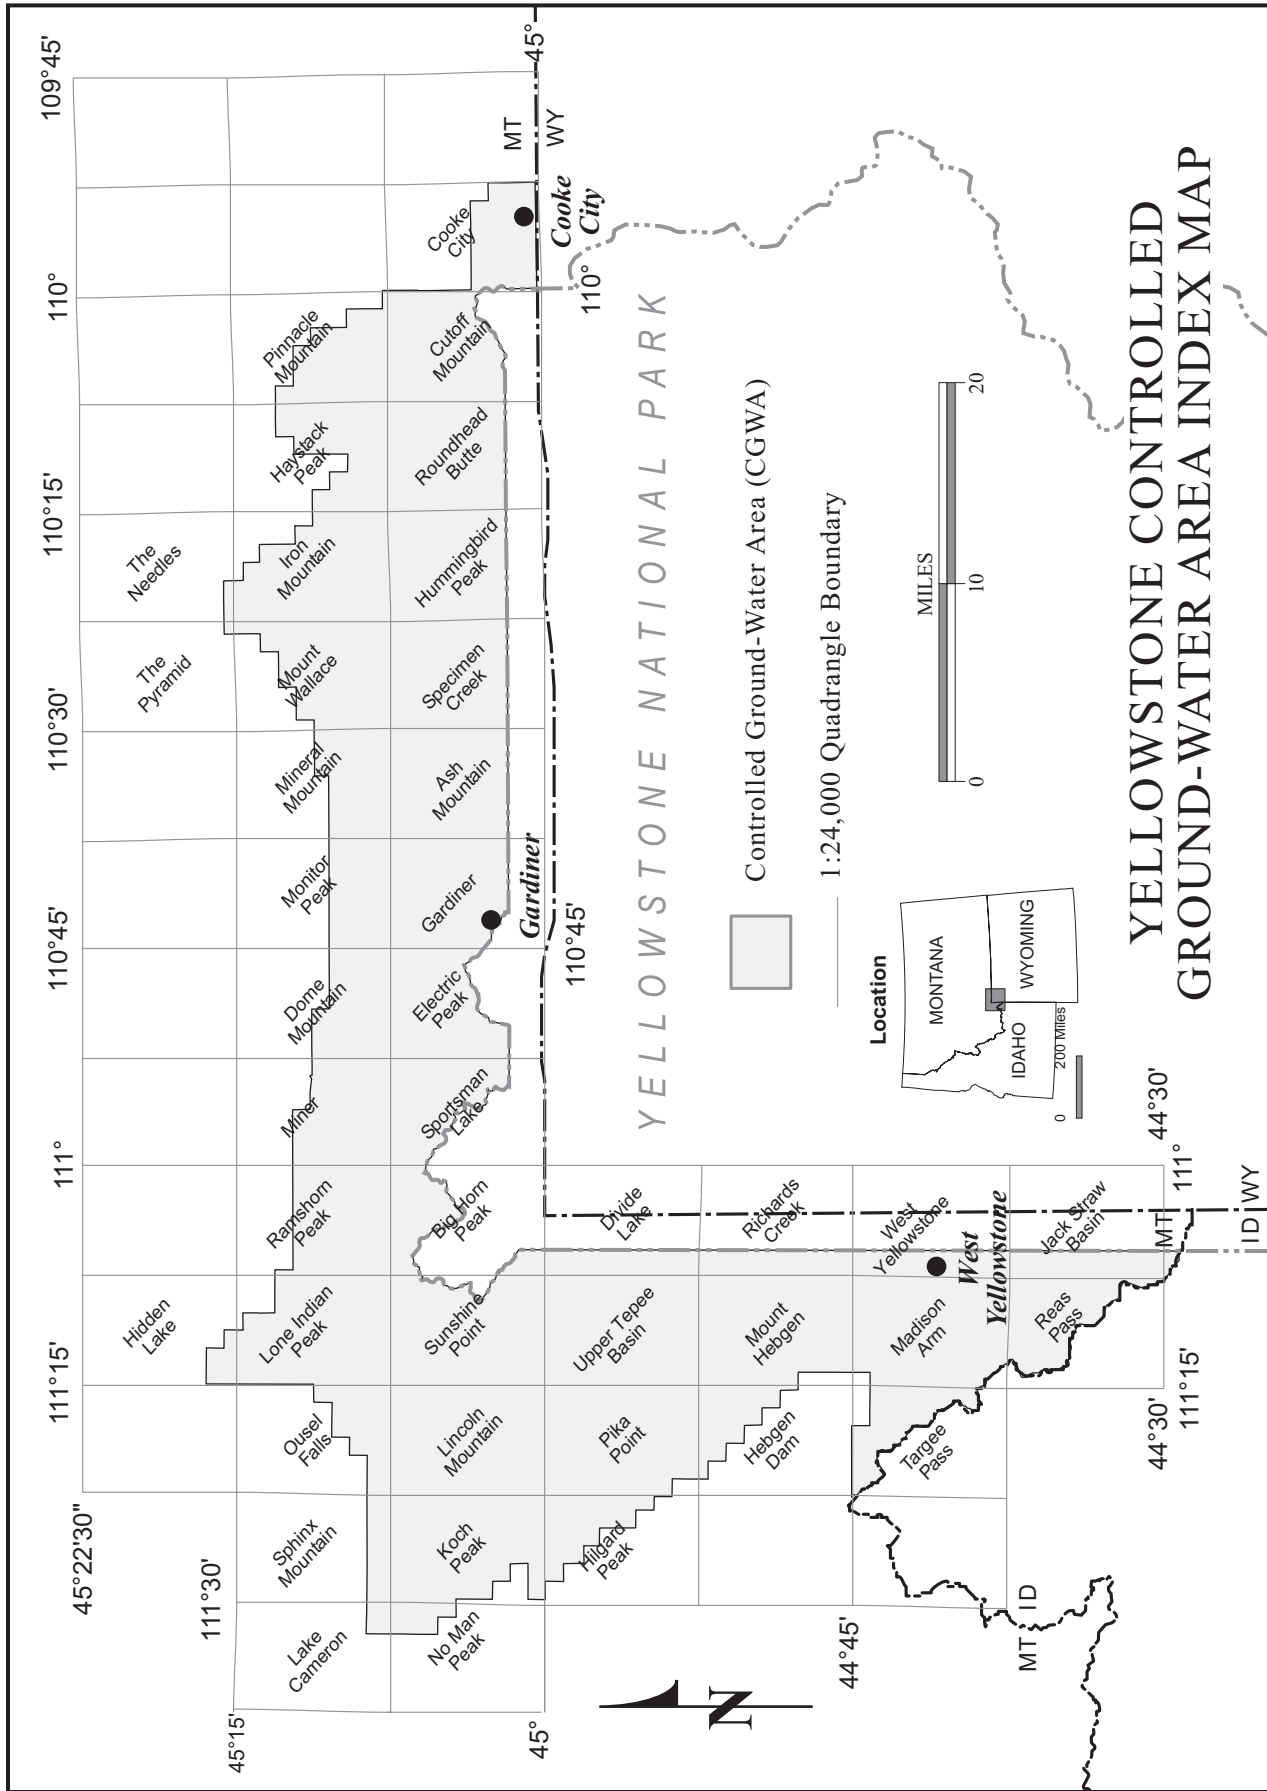 45°22'30"
111°15'
111°
110°45'
110°30'
110°15'
110°
109°45'
Hidden
Lake
The
Pyramid
The
Needles
111°30'
45°15'
Lake
Cameron
Sphinx
Mountain
Ousel
Falls
Lone Indian
Peak
Ramshorn
Peak
Miner
Dome
Mountain
Monitor
Peak
Mineral
Mountain
Mount
Wallace
Iron
Mountain
Haystack
Peak
Pinnacle
Mountain
No Man
Peak
Koch
Peak
Lincoln
Mountain
Sunshine
Point
Big Horn
Peak
Sportsman
Lake
Electric
Peak
Gardiner
Ash
Mountain
Specimen
Creek
Hummingbird
Peak
Roundhead
Butte
Cutoff
Mountain
Cooke
City
Gardiner
Cooke
City
MT
WY
45°
45°
110°45'
110°
Hilgard
Peak
Pika
Point
Upper Tepee
Basin
Divide
Lake
YELLOWSTONE NATIONAL PARK
Hebgen
Dam
Mount
Hebgen
Richards
Creek
Controlled Ground-Water Area (CGWA)
1:24,000 Quadrangle Boundary
44°45'
Targee
Pass
Madison
Arm
West
Yellowstone
West
Yellowstone
Reas
Pass
Jack Straw
Basin
MT
ID
MT
ID
WY
44°30'
111°15'
44°30'
111°
Location
MONTANA
IDAHO
WYOMING
0
200 Miles
MILES
0
10
20
N
YELLOWSTONE CONTROLLED
GROUND-WATER AREA INDEX MAP